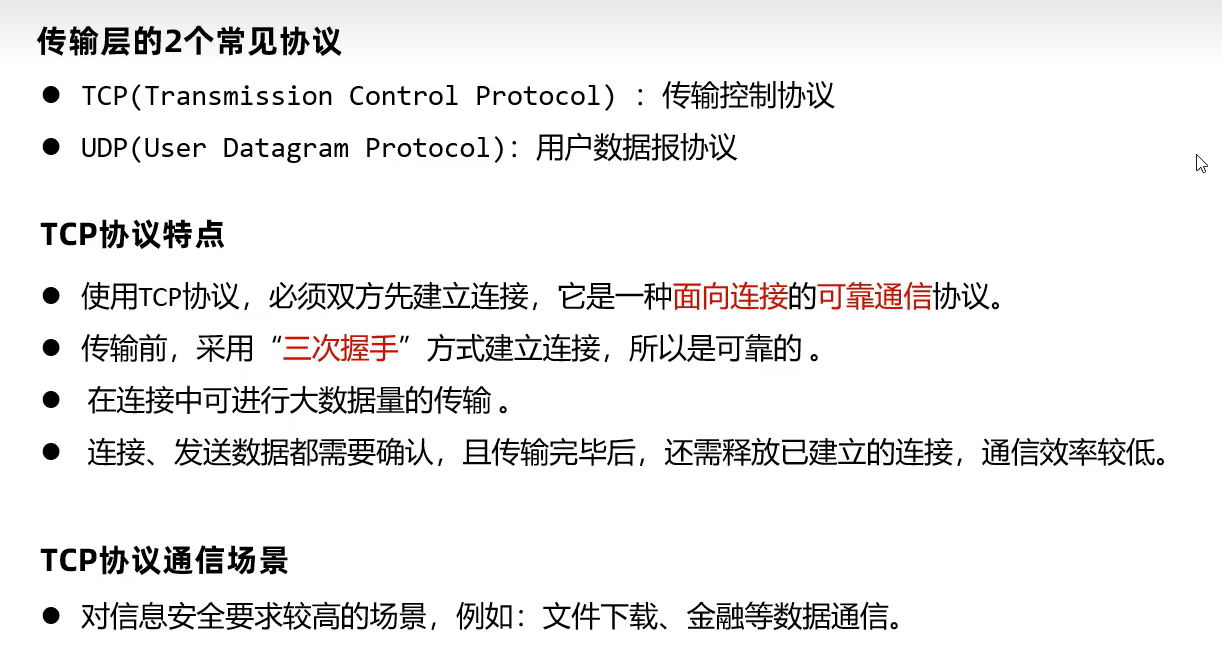 传输层的2个常见协议
● TCP(Transmission Control Protocol) ：传输控制协议
● UDP(User Datagram Protocol)：用户数据报协议
TCP协议特点
● 使用TCP协议，必须双方先建立连接，它是一种面向连接的可靠通信协议。
● 传输前，采用“三次握手”方式建立连接，所以是可靠的 。
● 在连接中可进行大数据量的传输 。
● 连接、发送数据都需要确认，且传输完毕后，还需释放已建立的连接，通信效率较低。
TCP协议通信场景
● 对信息安全要求较高的场景，例如：文件下载、金融等数据通信。